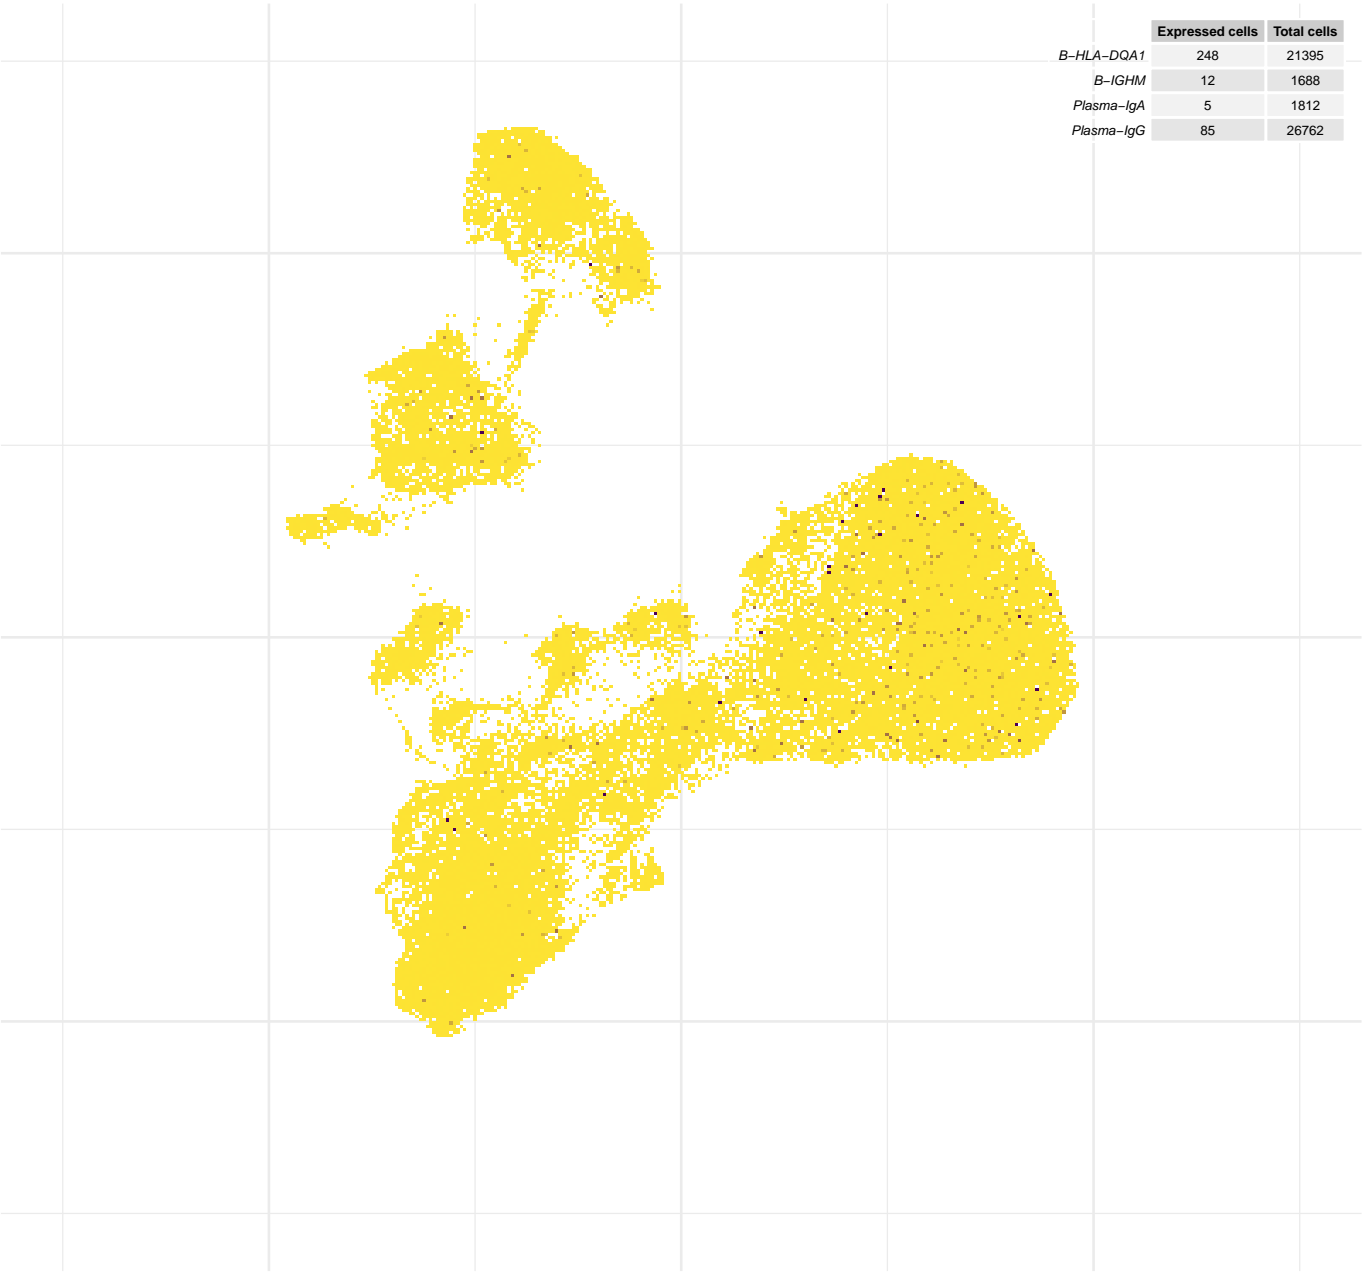 Expressed cells Total cells
B−HLA−DQA1 248 21395
B−IGHM 12 1688
Plasma−IgA 5 1812
Plasma−IgG 85 26762